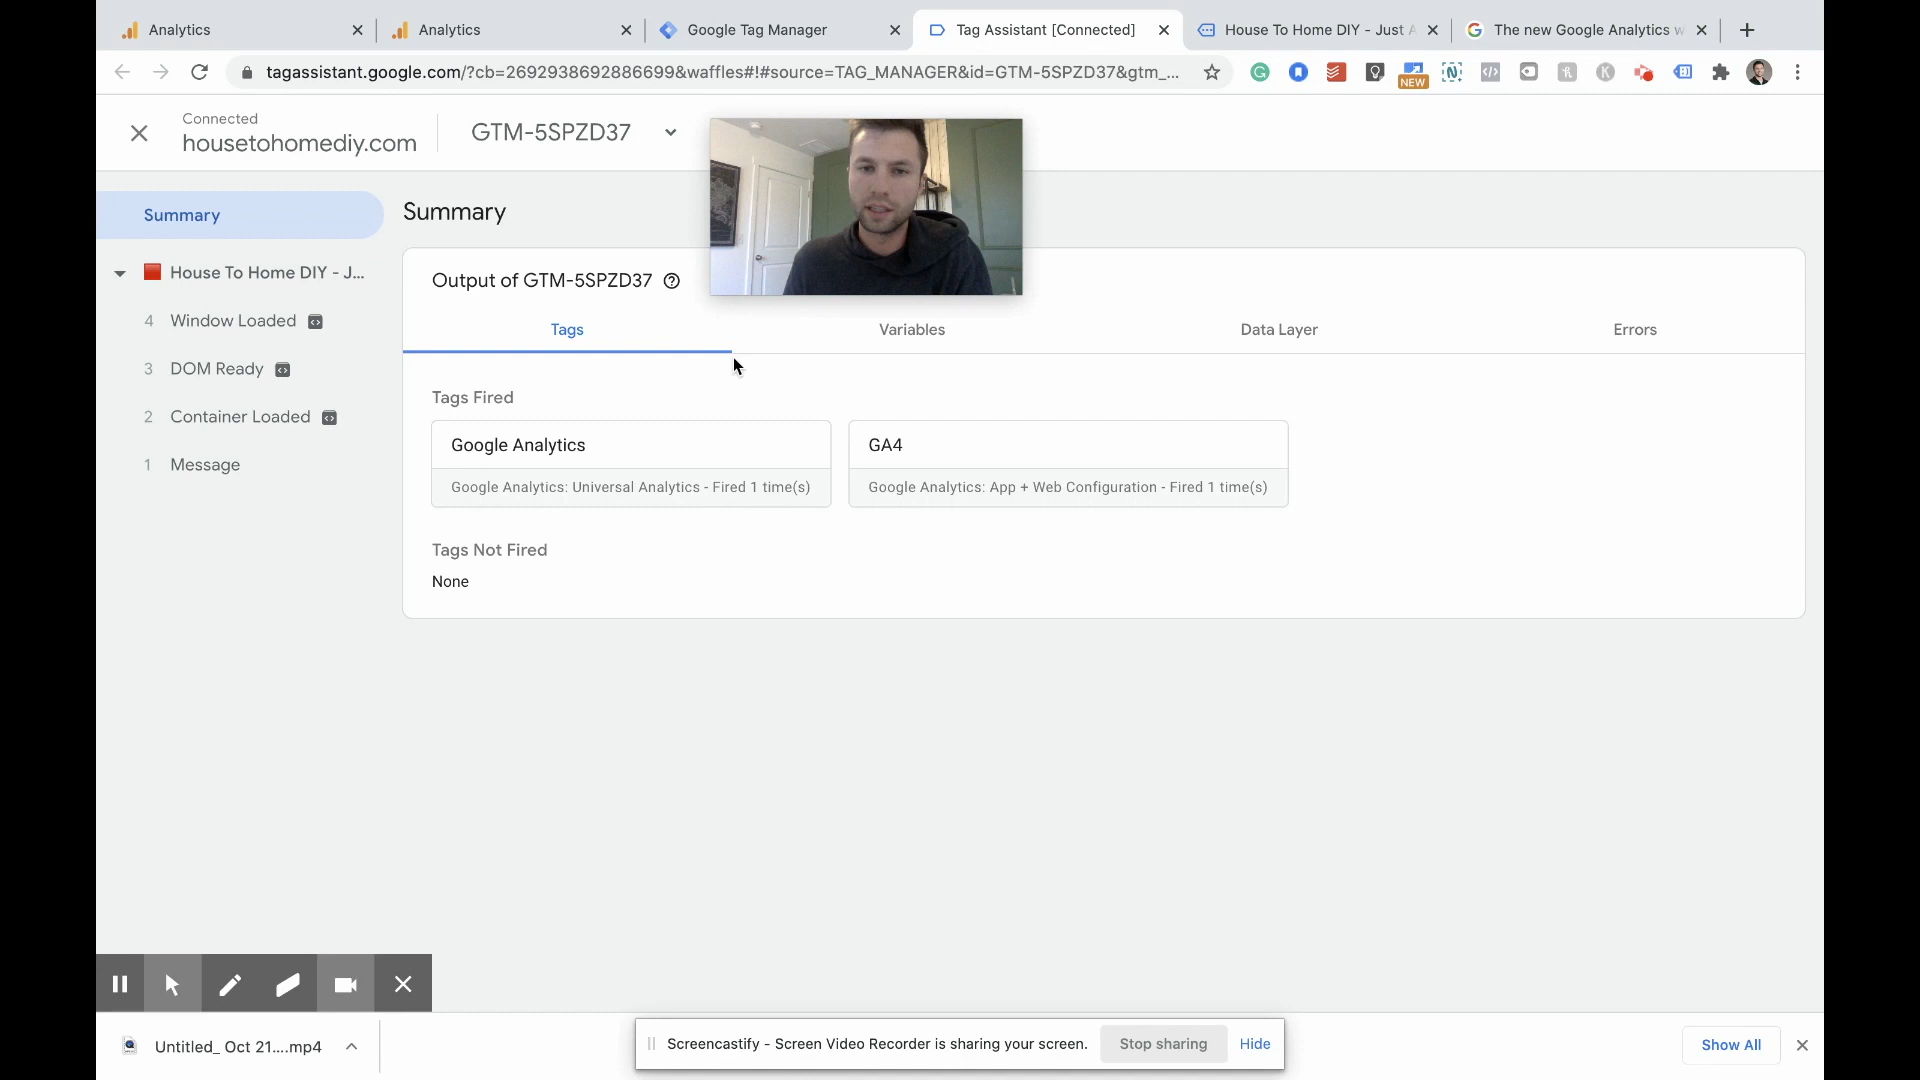 Analytics
Analytics
Google Tag Manager
Tag Assistant [Connected]
House To Home DIY - Just A
The new Google Analytics w
tagassistant.google.com/?cb=2692938692886699&waffles#!#source=TAG_MANAGER&id=GTM-5SPZD37&gtm_...
NEW
Connected
housetohomediy.com
GTM-5SPZD37
Summary
House To Home DIY - J...
4 Window Loaded
3 DOM Ready
2 Container Loaded
1 Message
Summary
Output of GTM-5SPZD37
Tags
Variables
Data Layer
Errors
Tags Fired
Google Analytics
Google Analytics: Universal Analytics - Fired 1 time(s)
GA4
Google Analytics: App + Web Configuration - Fired 1 time(s)
Tags Not Fired
None
Untitled_ Oct 21....mp4
Screencastify - Screen Video Recorder is sharing your screen.
Stop sharing
Hide
Show All